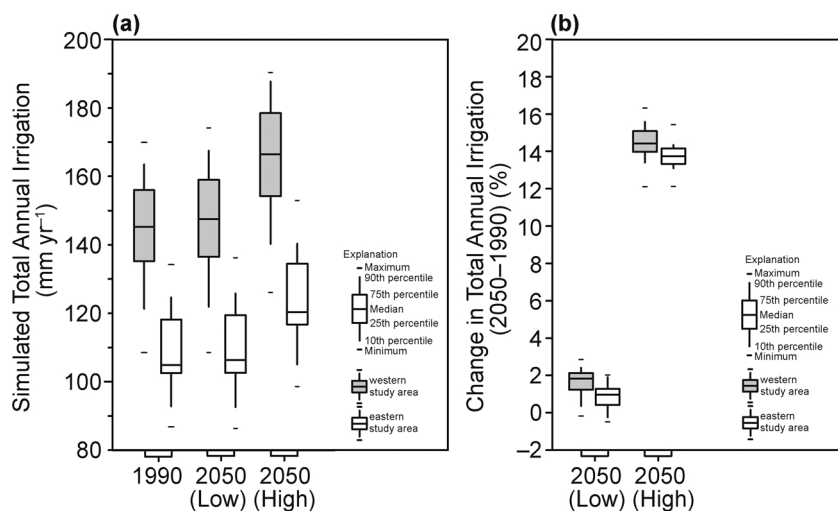 (a)
Simulated Total Annual Irrigation
(mm yr–1)
200
180
160
140
120
100
80
Explanation
Maximum
90th percentile
75th percentile
Median
25th percentile
10th percentile
Minimum
western
study area
eastern
study area
1990
2050
(Low)
2050
(High)
(b)
Change in Total Annual Irrigation
(2050–1990) (%)
20
18
16
14
12
10
8
6
4
2
0
–2
Explanation
Maximum
90th percentile
75th percentile
Median
25th percentile
10th percentile
Minimum
western
study area
eastern
study area
2050
(Low)
2050
(High)